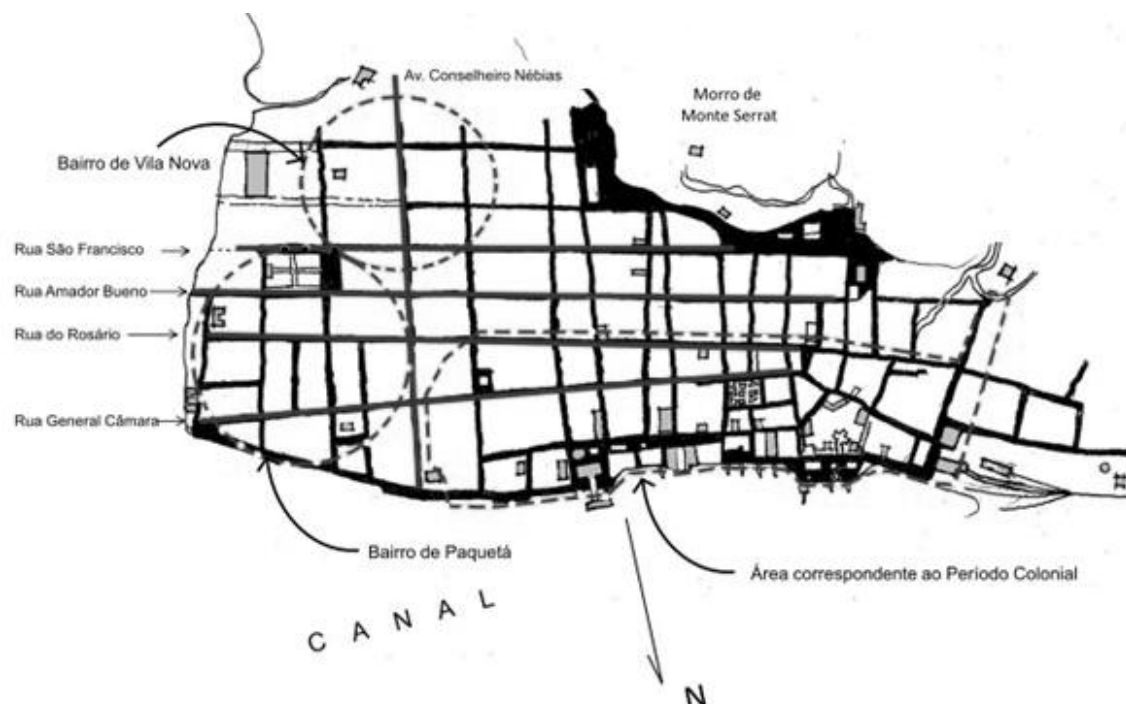 Av. Conselheiro Nébias
Morro de
Monte Serrat
Bairro de Vila Nova
Rua São Francisco
Rua Amador Bueno
Rua do Rosário
Rua General Câmara
Bairro de Paquetá
Área correspondente ao Período Colonial
CANAL
N